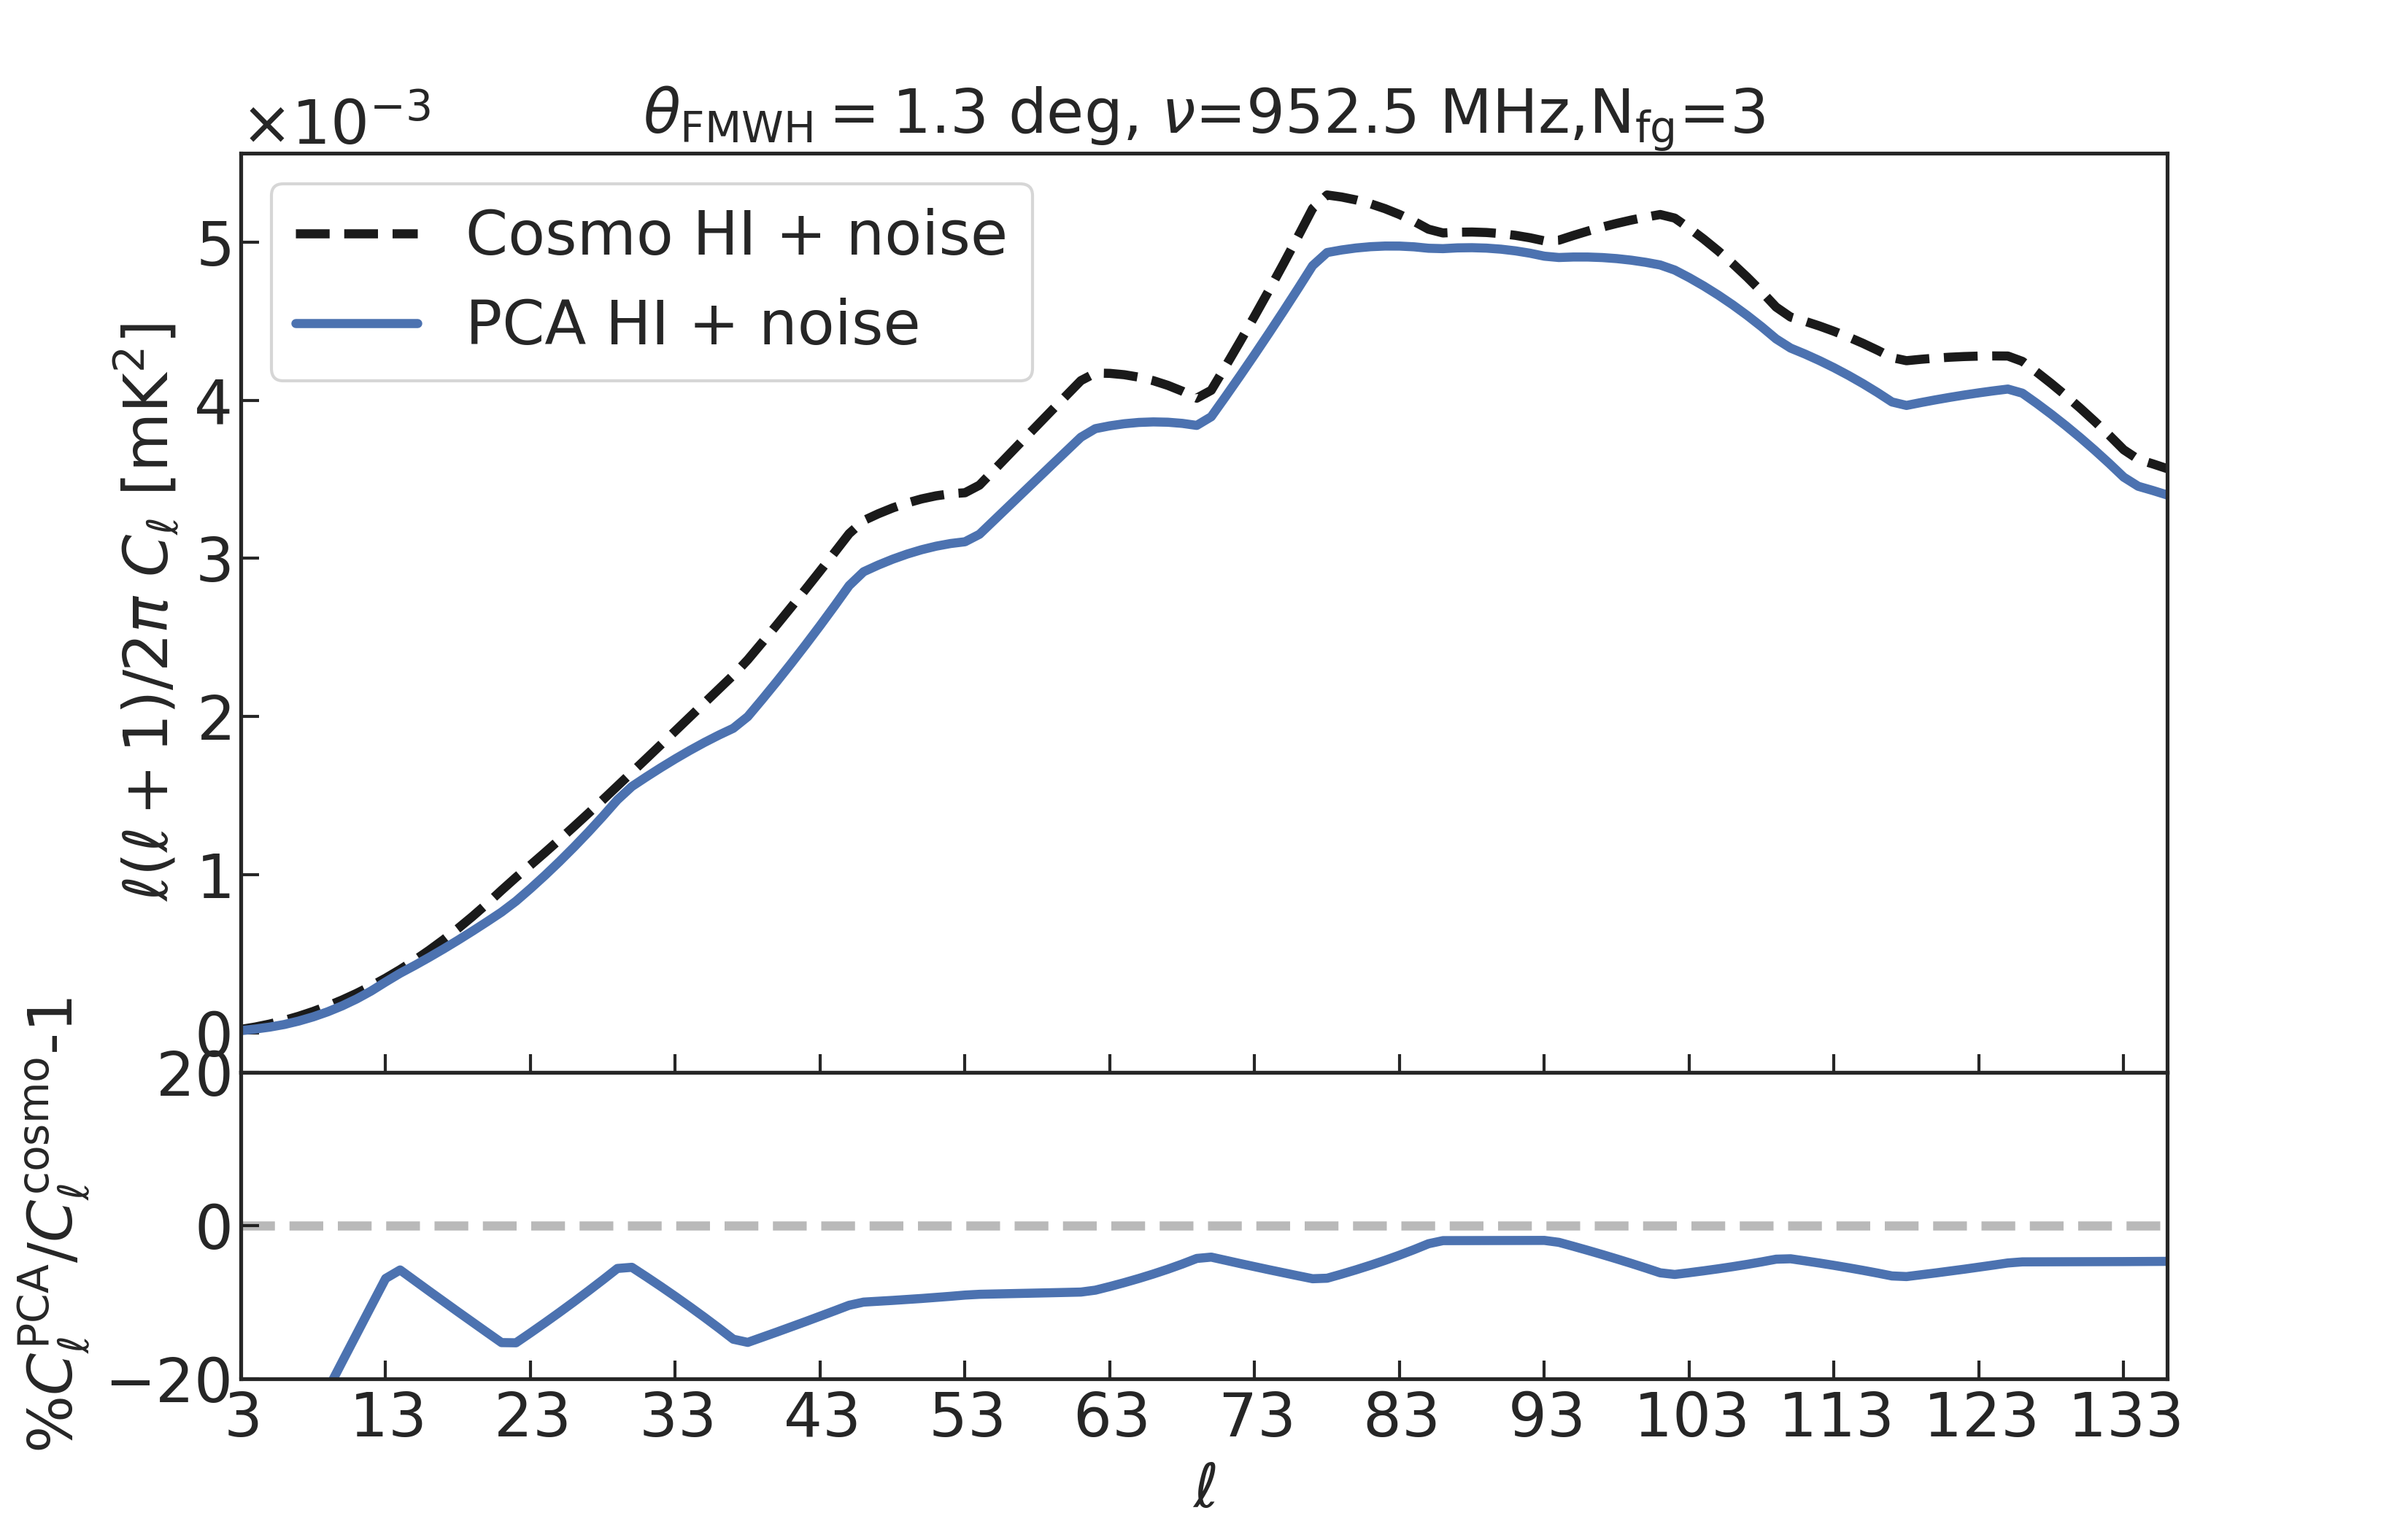 ×10⁻³
θ_FMWH = 1.3 deg, ν=952.5 MHz,N_fg=3
Cosmo HI + noise
PCA HI + noise
ℓ(ℓ + 1)/2π C_ℓ [mK²]
5
4
3
2
1
0
%C_ℓ^PCA/C_ℓ^cosmo-1
20
0
−20
3 13 23 33 43 53 63 73 83 93 103 113 123 133
ℓ